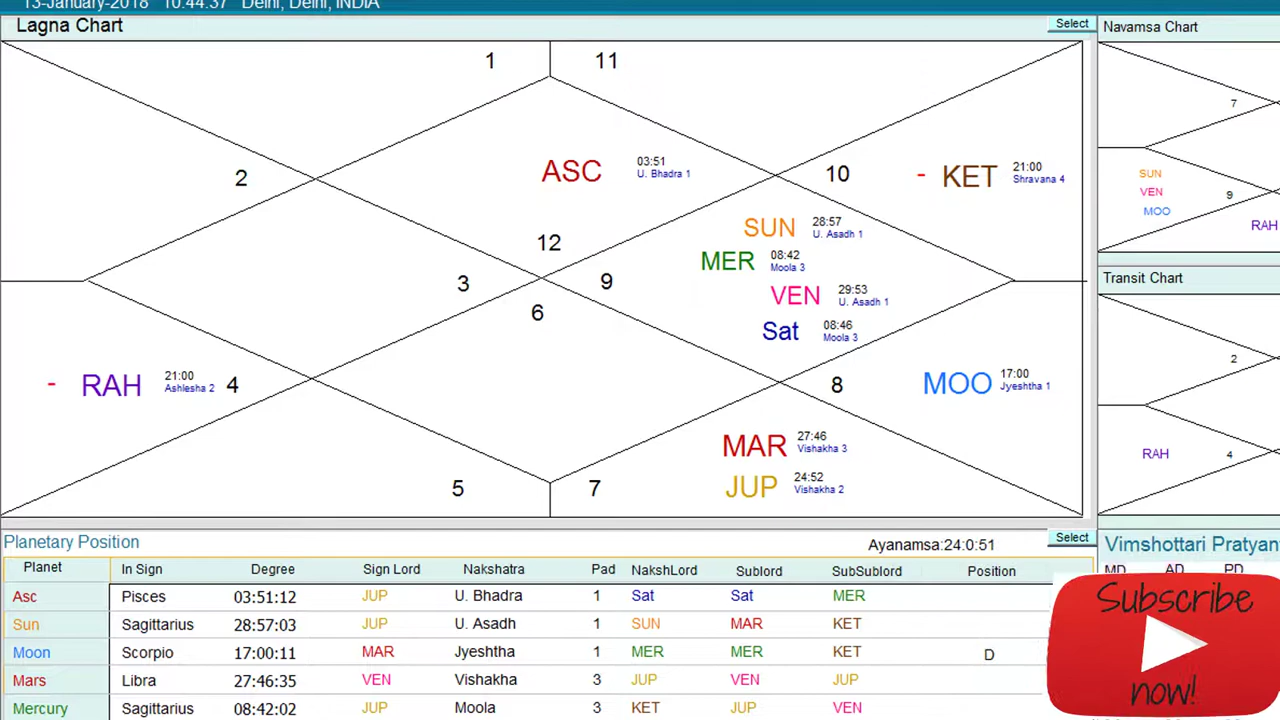 13-January-2018 10:44:37 Delhi, Delhi, INDIA
Lagna Chart
Select
Navamsa Chart
1
11
7
2
ASC
03:51
U. Bhadra 1
10
- KET
21:00
Shravana 4
SUN
VEN
MOO
9
RAH
12
SUN
28:57
U. Asadh 1
MER
08:42
Moola 3
3
9
VEN
29:53
U. Asadh 1
6
Sat
08:46
Moola 3
Transit Chart
2
- RAH
21:00
Ashlesha 2
4
8
MOO
17:00
Jyeshtha 1
MAR
27:46
Vishakha 3
RAH
4
5
7
JUP
24:52
Vishakha 2
Planetary Position
Ayanamsa:24:0:51
Select
Vimshottari Pratyan
Planet In Sign Degree Sign Lord Nakshatra Pad NakshLord Sublord SubSublord Position
MD AD PD
Asc Pisces 03:51:12 JUP U. Bhadra 1 Sat Sat MER
Sun Sagittarius 28:57:03 JUP U. Asadh 1 SUN MAR KET
Moon Scorpio 17:00:11 MAR Jyeshtha 1 MER MER KET D
Mars Libra 27:46:35 VEN Vishakha 3 JUP VEN JUP
Mercury Sagittarius 08:42:02 JUP Moola 3 KET JUP VEN
Subscribe
now!